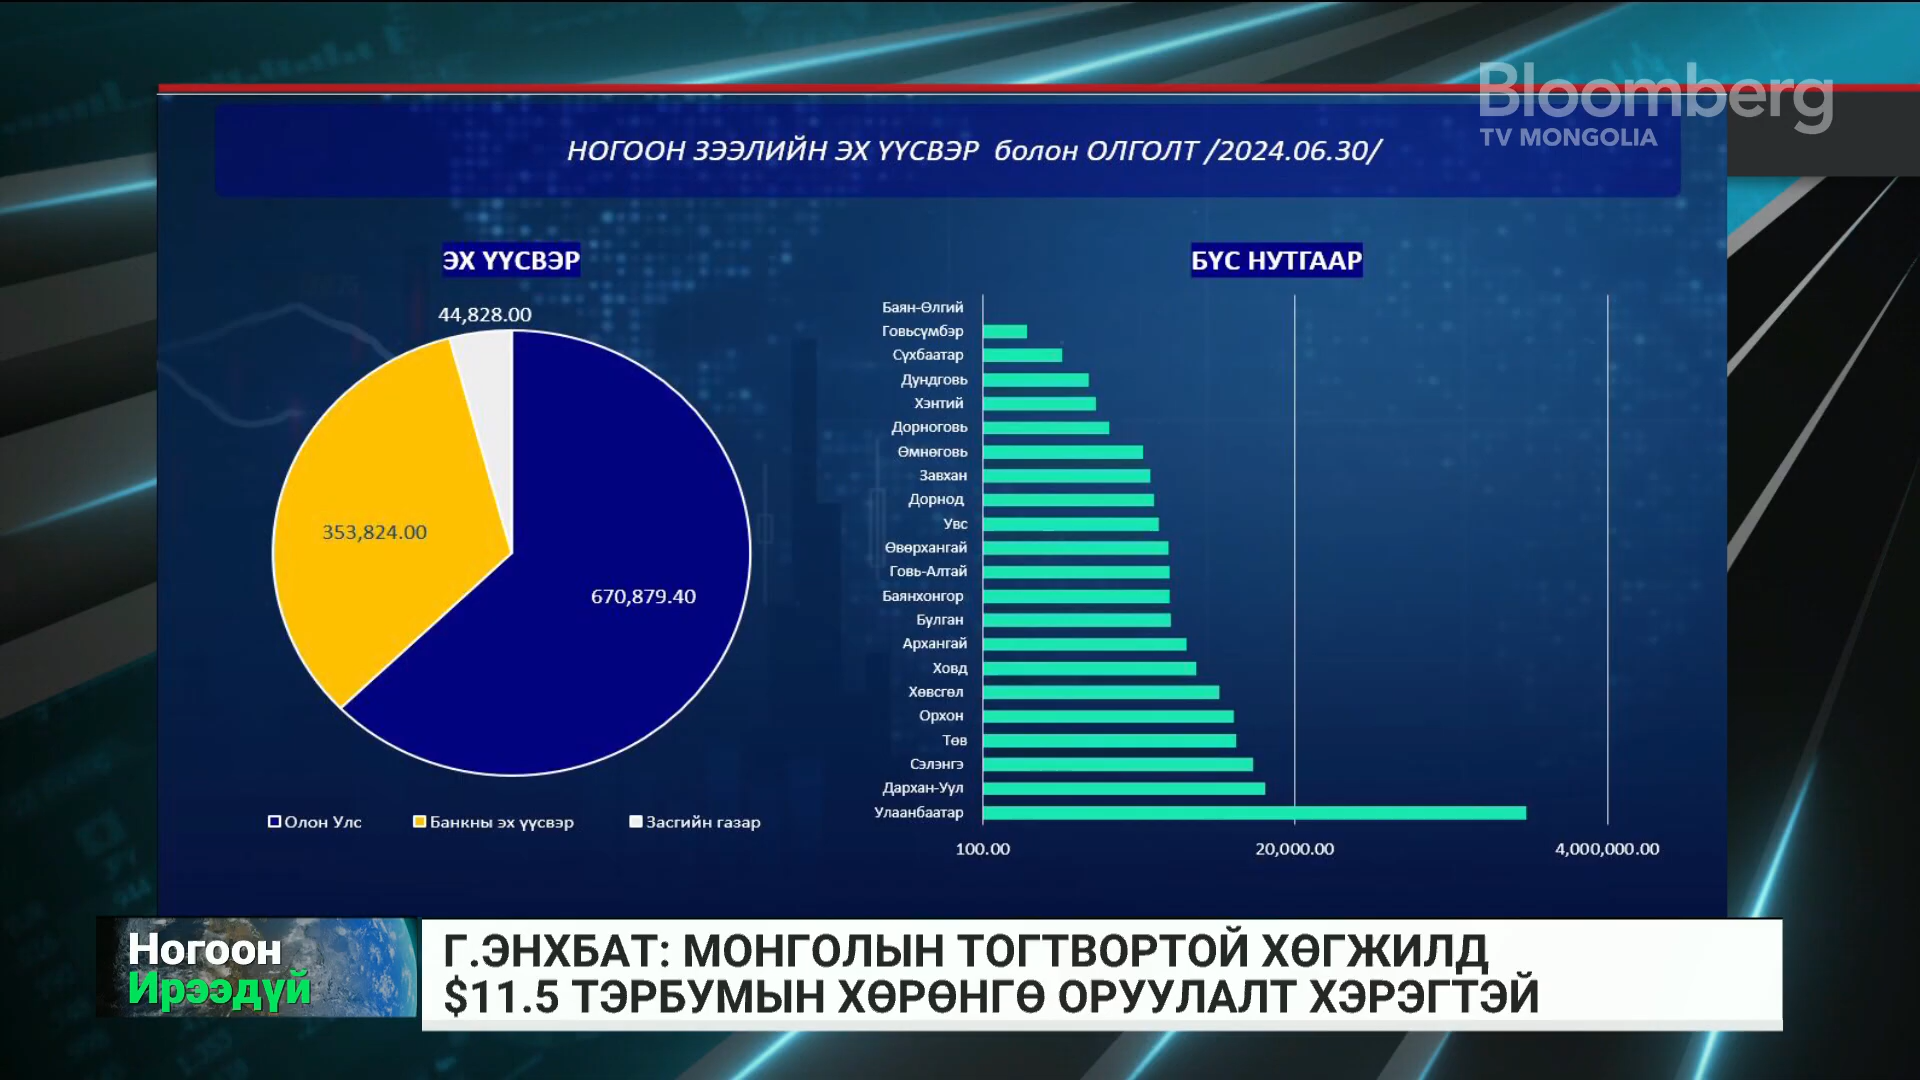 Bloomberg
TV MONGOLIA
НОГООН ЗЭЭЛИЙН ЭХ ҮҮСВЭР болон ОЛГОЛТ /2024.06.30/
ЭХ ҮҮСВЭР
44,828.00
353,824.00
670,879.40
Олон Улс
Банкны эх үүсвэр
Засгийн газар
БҮС НУТГААР
Баян-Өлгий
Говьсүмбэр
Сүхбаатар
Дундговь
Хэнтий
Дорноговь
Өмнөговь
Завхан
Дорнод
Увс
Өвөрхангай
Говь-Алтай
Баянхонгор
Булган
Архангай
Ховд
Хөвсгөл
Орхон
Төв
Сэлэнгэ
Дархан-Уул
Улаанбаатар
100.00
20,000.00
4,000,000.00
Ногоон
Ирээдүй
Г.ЭНХБАТ: МОНГОЛЫН ТОГТВОРТОЙ ХӨГЖИЛД
$11.5 ТЭРБУМЫН ХӨРӨНГӨ ОРУУЛАЛТ ХЭРЭГТЭЙ